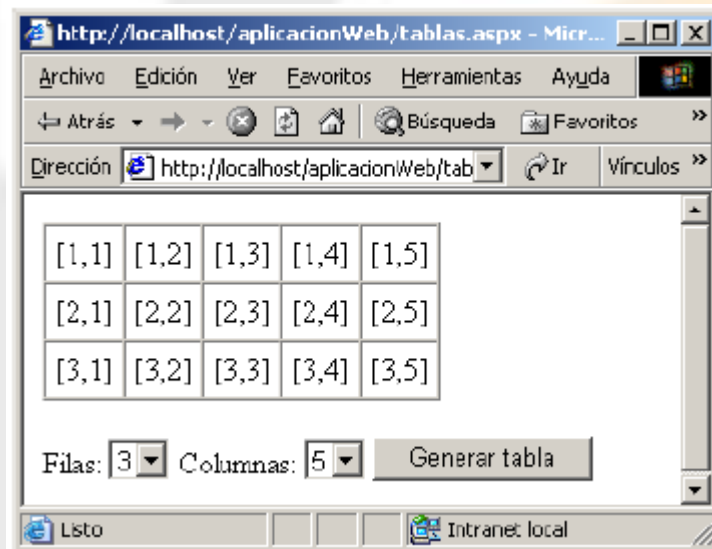 http://localhost/aplicacionWeb/tablas.aspx - Micr...
Archivo Edición Ver Favoritos Herramientas Ayuda
Atrás Búsqueda Favoritos »
Dirección http://localhost/aplicacionWeb/tab Ir Vínculos »
[1,1] [1,2] [1,3] [1,4] [1,5]
[2,1] [2,2] [2,3] [2,4] [2,5]
[3,1] [3,2] [3,3] [3,4] [3,5]
Filas: 3 Columnas: 5 Generar tabla
Listo Intranet local